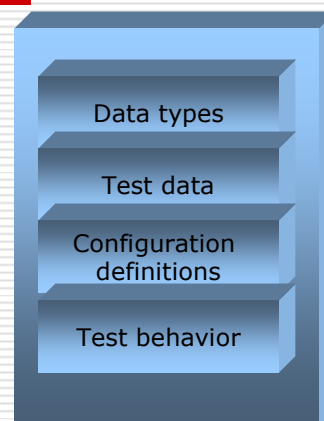 Data types
Test data
Configuration
definitions
Test behavior